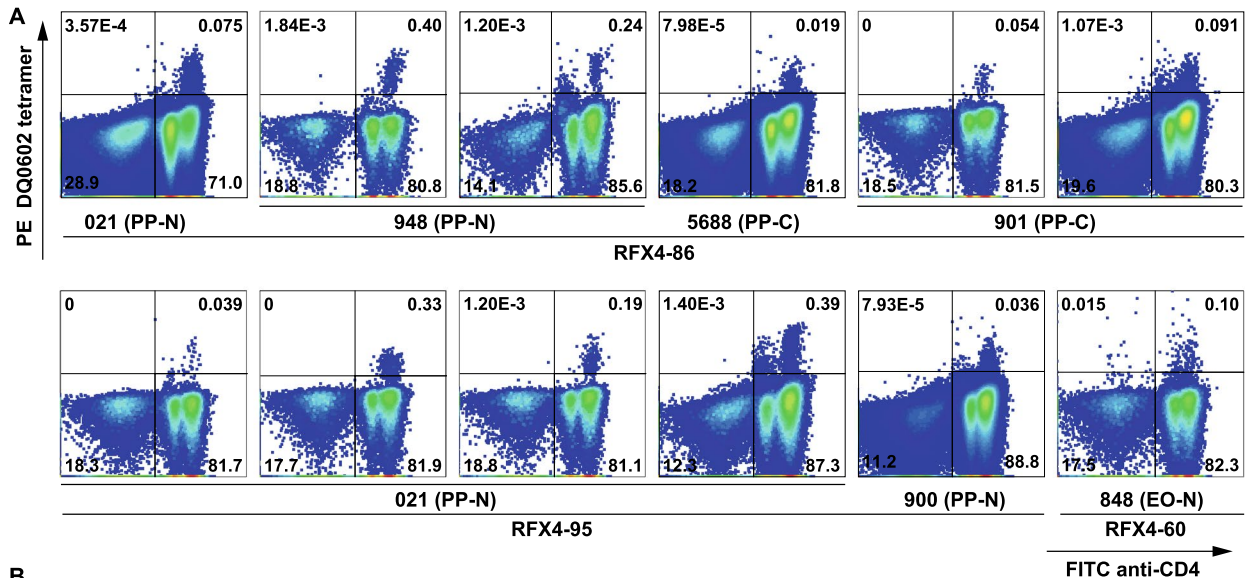 A
PE DQ0602 tetramer
3.57E-4 0.075 1.84E-3 0.40 1.20E-3 0.24 7.98E-5 0.019 0 0.054 1.07E-3 0.091
28.9 71.0 18.8 80.8 14.1 85.6 18.2 81.8 18.5 81.5 19.6 80.3
021 (PP-N) 948 (PP-N) 5688 (PP-C) 901 (PP-C)
RFX4-86
0 0.039 0 0.33 1.20E-3 0.19 1.40E-3 0.39 7.93E-5 0.036 0.015 0.10
18.3 81.7 17.7 81.9 18.8 81.1 12.3 87.3 11.2 88.8 17.5 82.3
021 (PP-N) 900 (PP-N) 848 (EO-N)
RFX4-95 RFX4-60
FITC anti-CD4
B